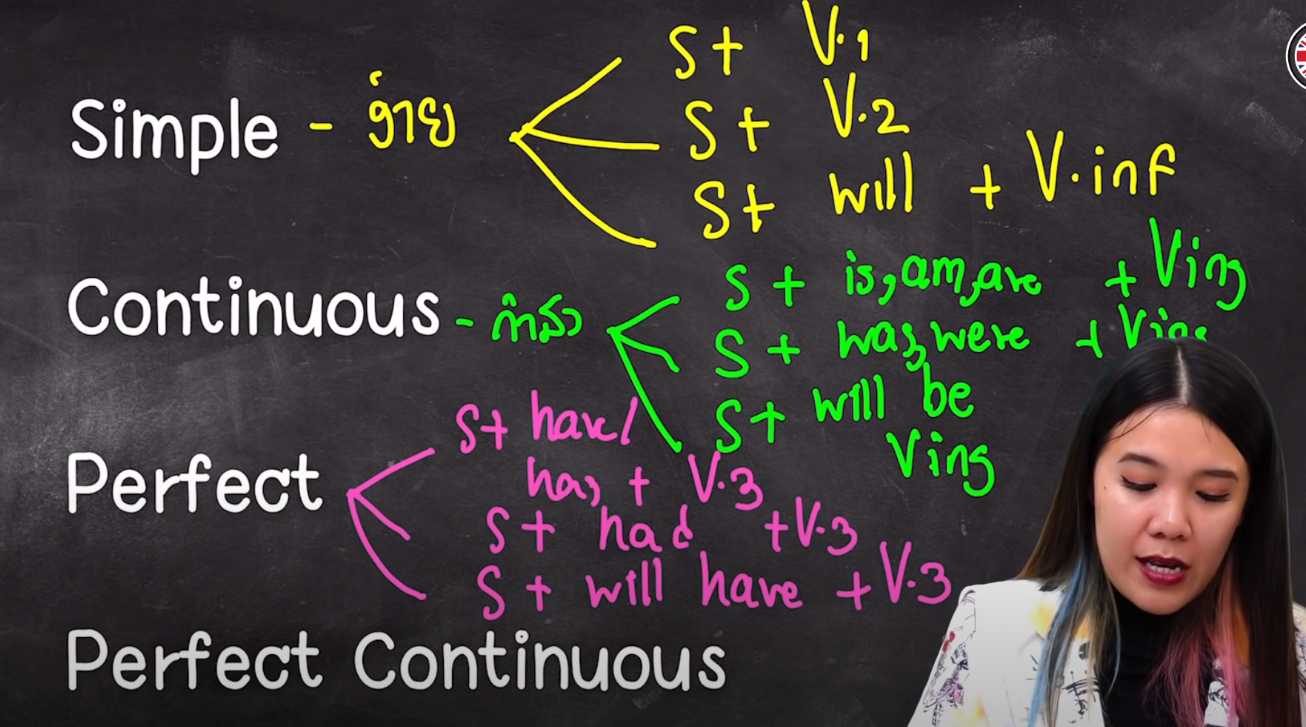 Simple - ง่าย
S + V.1
S + V.2
S + will + V.inf
Continuous - กำลัง
S + is, am, are + Ving
S + was, were + Ving
S + will be
Ving
Perfect
S + have/
has + V.3
S + had + V.3
S + will have + V.3
Perfect Continuous